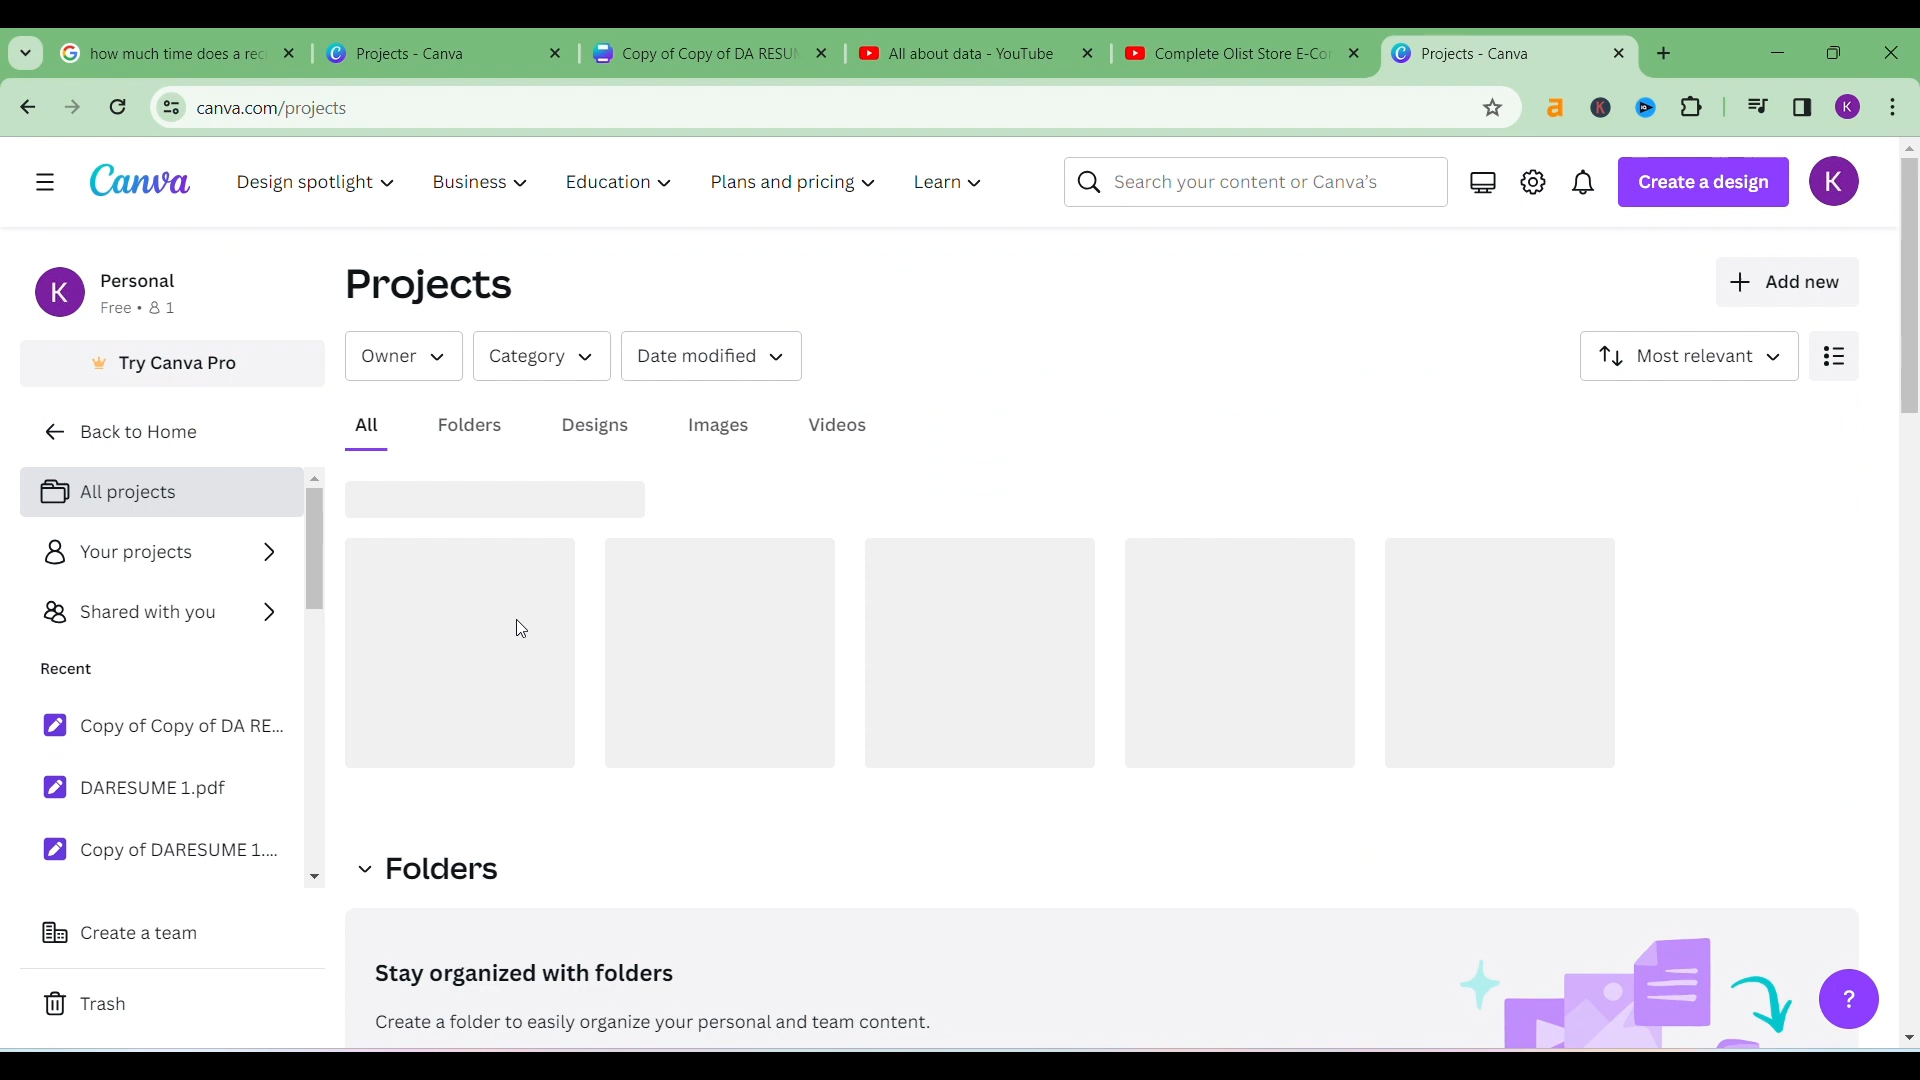 how much time does a rec
Projects - Canva
Copy of Copy of DA RESUM
All about data - YouTube
Complete Olist Store E-Co
Projects - Canva
K
canva.com/projects
Canva
Design spotlight
Business
Education
Plans and pricing
Learn
Search your content or Canva's
Create a design
K
K
Personal
Free • 1
Try Canva Pro
Back to Home
All projects
Your projects
Shared with you
Recent
Copy of Copy of DA RE...
DARESUME 1.pdf
Copy of DARESUME 1....
Create a team
Trash
Projects
Add new
Owner
Category
Date modified
Most relevant
All
Folders
Designs
Images
Videos
Folders
Stay organized with folders
Create a folder to easily organize your personal and team content.
?